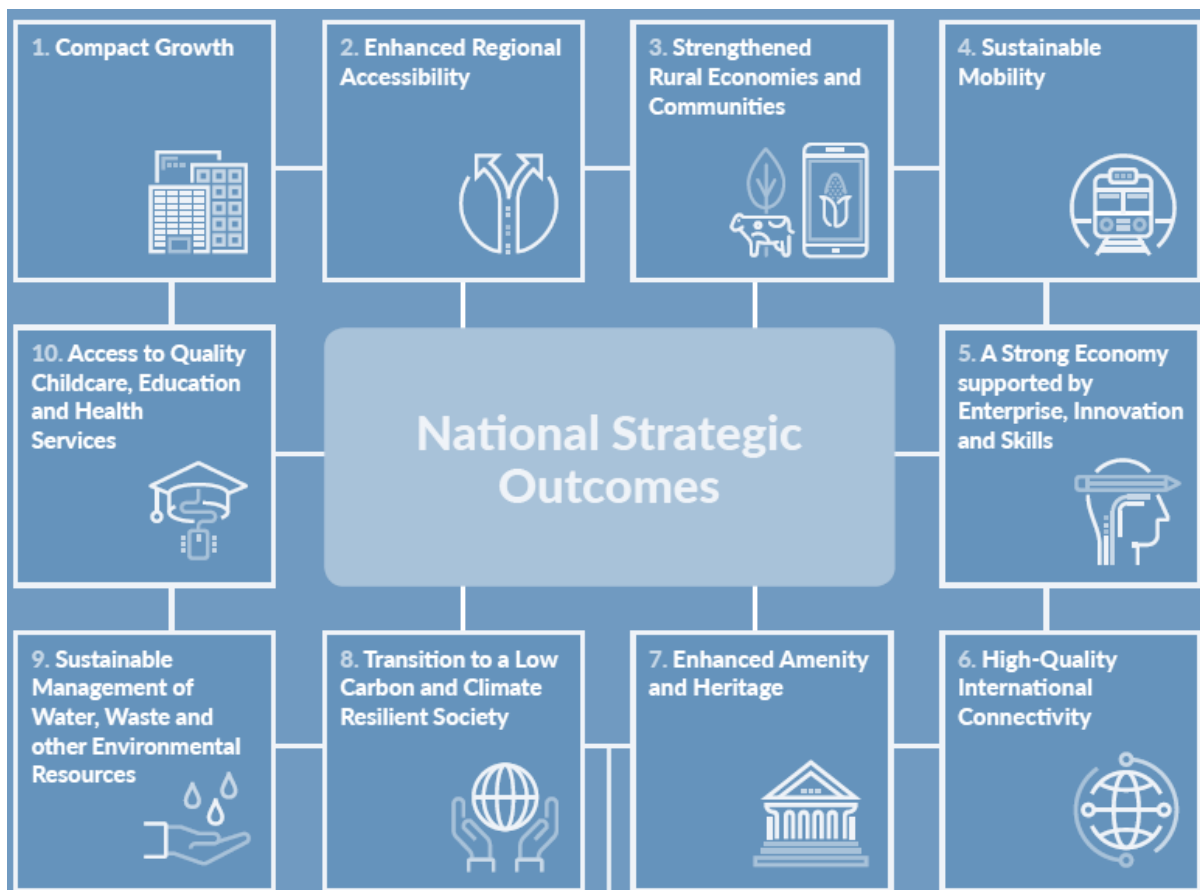 1. Compact Growth
2. Enhanced Regional
Accessibility
3. Strengthened
Rural Economies and
Communities
4. Sustainable
Mobility
10. Access to Quality
Childcare, Education
and Health
Services
National Strategic
Outcomes
5. A Strong Economy
supported by
Enterprise, Innovation
and Skills
9. Sustainable
Management of
Water, Waste and
other Environmental
Resources
8. Transition to a Low
Carbon and Climate
Resilient Society
7. Enhanced Amenity
and Heritage
6. High-Quality
International
Connectivity